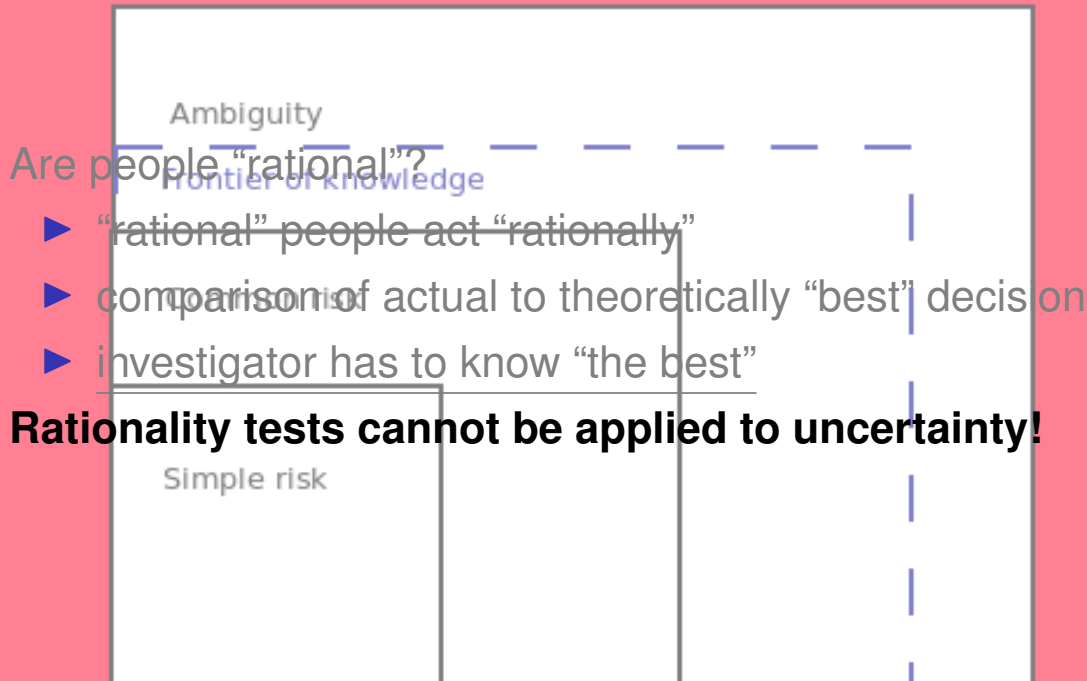 Ambiguity
Are people “rational”?
Frontier of knowledge
“rational” people act “rationally”
Common risk
comparison of actual to theoretically “best” decision
investigator has to know “the best”
Rationality tests cannot be applied to uncertainty!
Simple risk